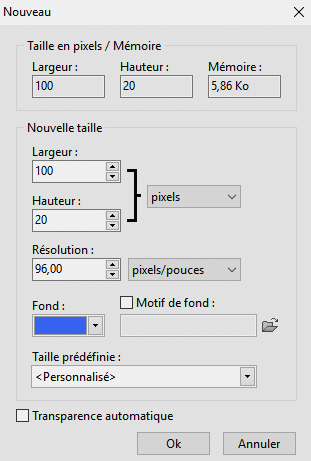 Nouveau
Taille en pixels / Mémoire
Largeur : Hauteur : Mémoire :
100 20 5,86 Ko
Nouvelle taille
Largeur :
100
pixels
Hauteur :
20
Résolution :
96,00 pixels/pouces
Fond : Motif de fond :
Taille prédéfinie :
<Personnalisé>
Transparence automatique
Ok Annuler